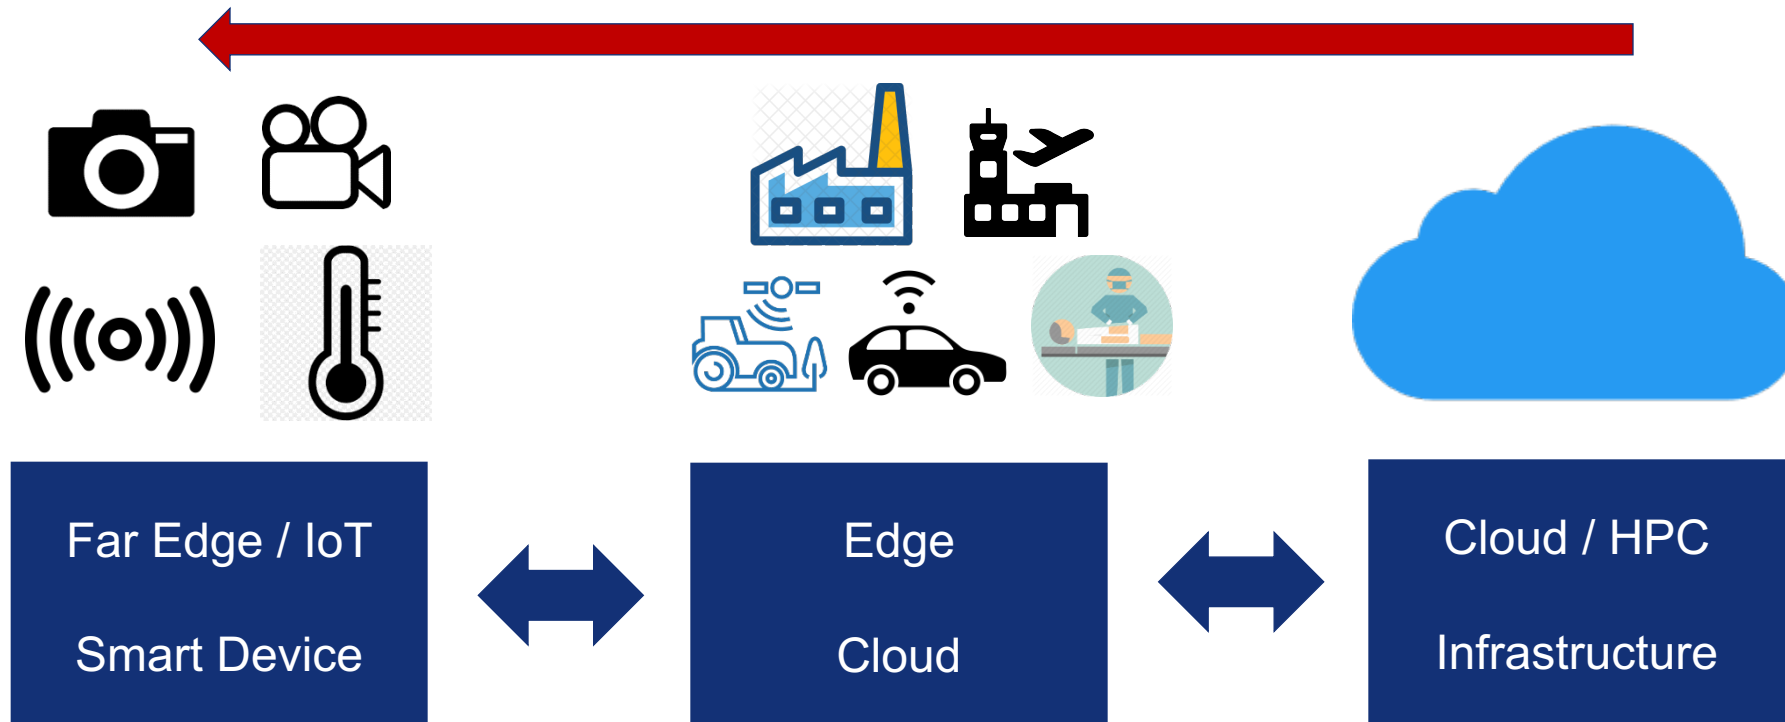 Far Edge / IoT
Smart Device
Edge
Cloud
Cloud / HPC
Infrastructure